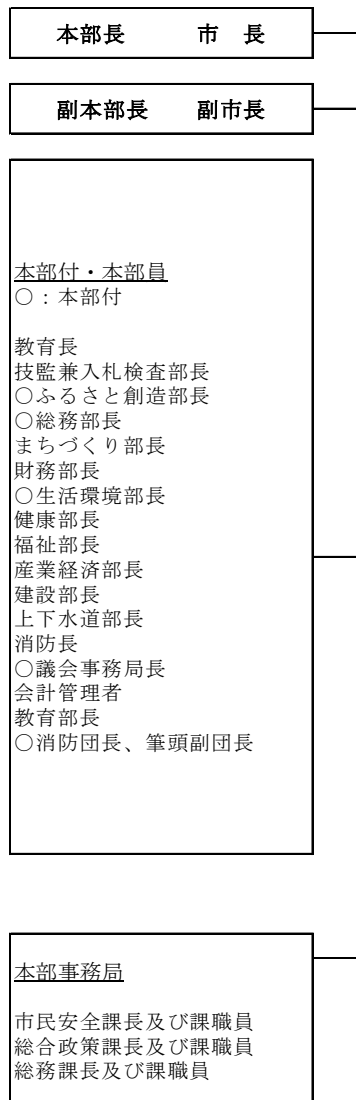 本部長　　　市　長
副本部長　　副市長
本部付・本部員
○：本部付
教育長
技監兼入札検査部長
○ふるさと創造部長
○総務部長
まちづくり部長
財務部長
○生活環境部長
健康部長
福祉部長
産業経済部長
建設部長
上下水道部長
消防長
○議会事務局長
会計管理者
教育部長
○消防団長、筆頭副団長
本部事務局
市民安全課長及び課職員
総合政策課長及び課職員
総務課長及び課職員